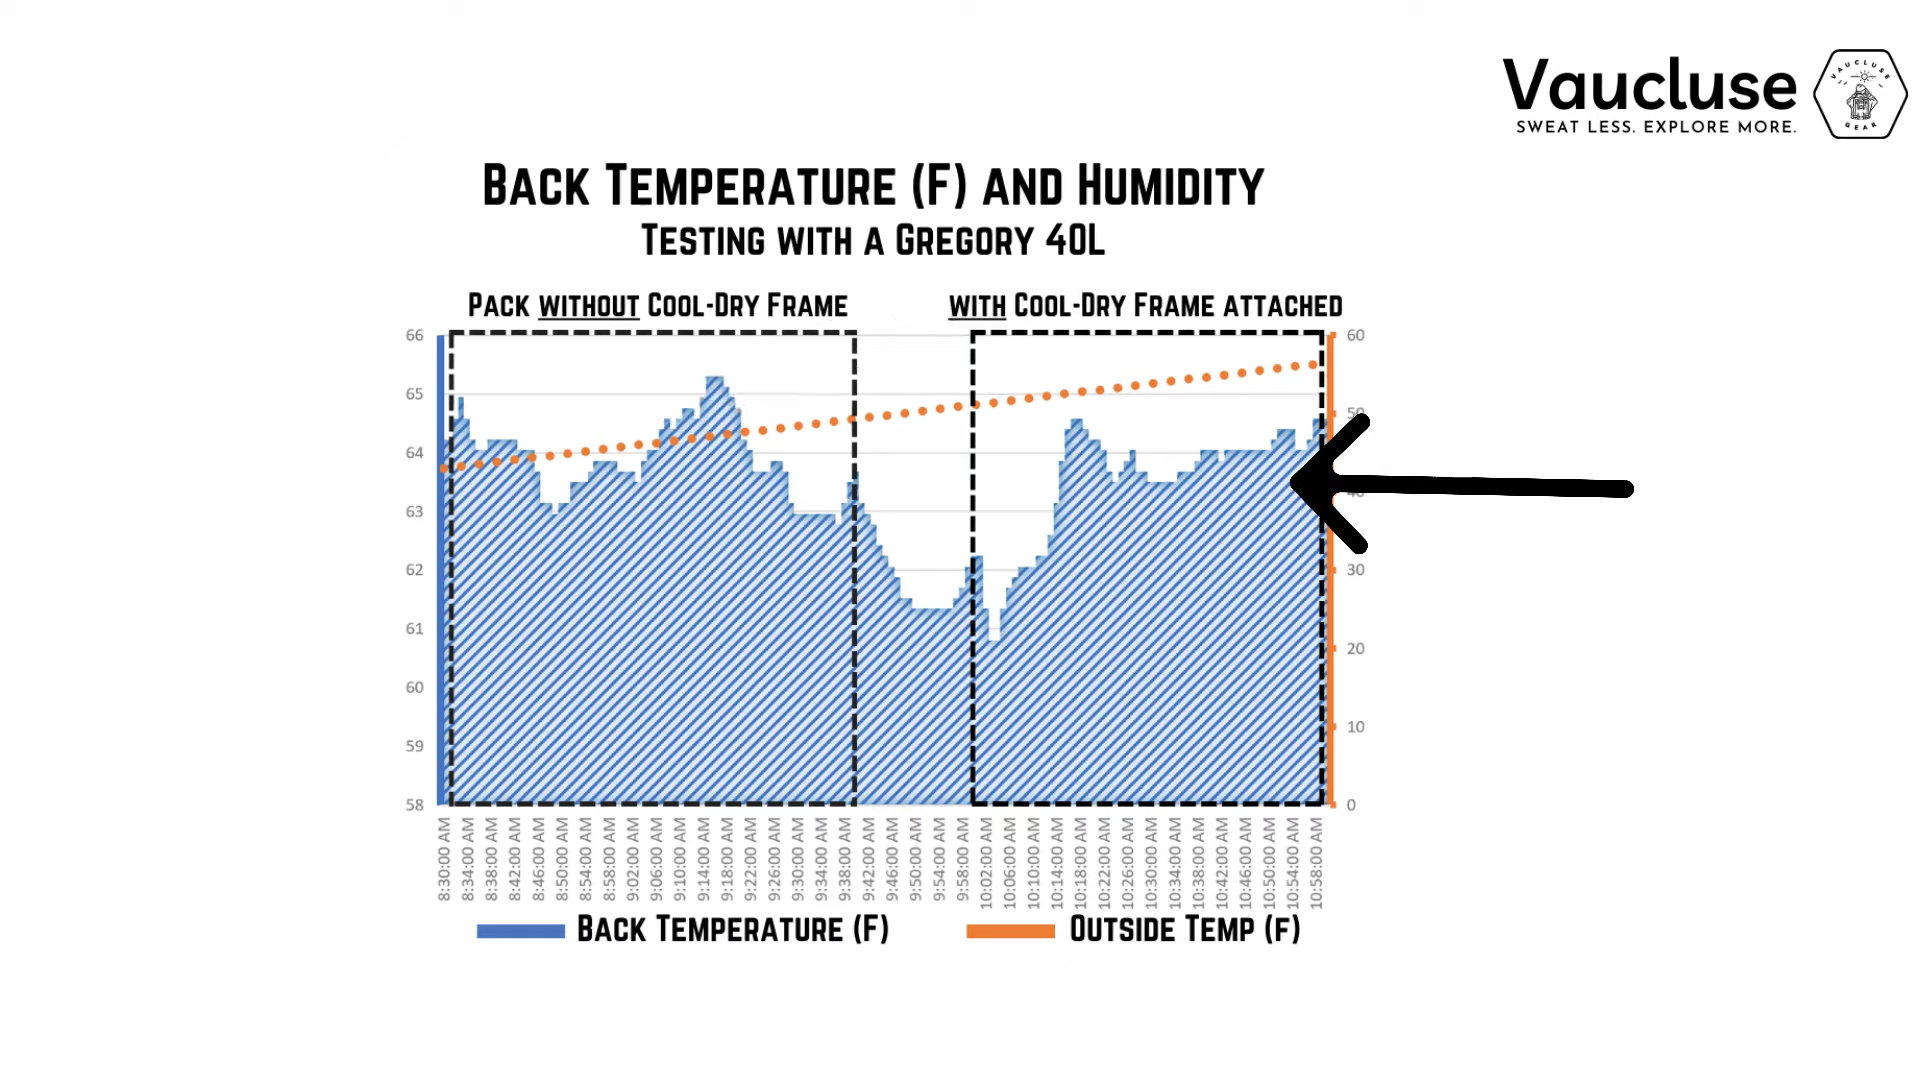 Vaucluse
SWEAT LESS. EXPLORE MORE.
VAUCLUSE
GEAR
BACK TEMPERATURE (F) AND HUMIDITY
TESTING WITH A GREGORY 40L
PACK WITHOUT COOL-DRY FRAME
WITH COOL-DRY FRAME ATTACHED
66
65
64
63
62
61
60
59
58
60
50
40
30
20
10
0
8:30:00 AM
8:34:00 AM
8:38:00 AM
8:42:00 AM
8:46:00 AM
8:50:00 AM
8:54:00 AM
8:58:00 AM
9:02:00 AM
9:06:00 AM
9:10:00 AM
9:14:00 AM
9:18:00 AM
9:22:00 AM
9:26:00 AM
9:30:00 AM
9:34:00 AM
9:38:00 AM
9:42:00 AM
9:46:00 AM
9:50:00 AM
9:54:00 AM
9:58:00 AM
10:02:00 AM
10:06:00 AM
10:10:00 AM
10:14:00 AM
10:18:00 AM
10:22:00 AM
10:26:00 AM
10:30:00 AM
10:34:00 AM
10:38:00 AM
10:42:00 AM
10:46:00 AM
10:50:00 AM
10:54:00 AM
10:58:00 AM
BACK TEMPERATURE (F)
OUTSIDE TEMP (F)